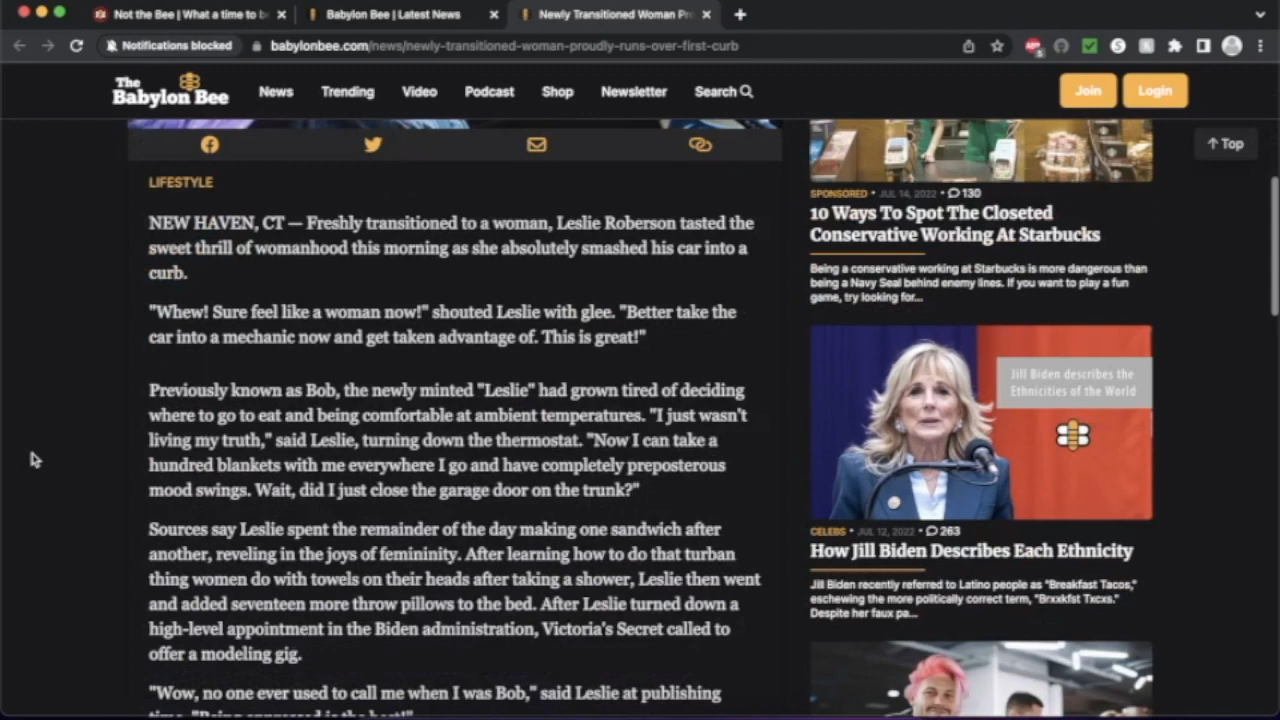 Not the Bee | What a time to b
Babylon Bee | Latest News
Newly Transitioned Woman Pr
Notifications blocked
babylonbee.com/news/newly-transitioned-woman-proudly-runs-over-first-curb
The
Babylon Bee
News
Trending
Video
Podcast
Shop
Newsletter
Search
Join
Login
↑ Top
LIFESTYLE
NEW HAVEN, CT — Freshly transitioned to a woman, Leslie Roberson tasted the
sweet thrill of womanhood this morning as she absolutely smashed his car into a
curb.
"Whew! Sure feel like a woman now!" shouted Leslie with glee. "Better take the
car into a mechanic now and get taken advantage of. This is great!"
Previously known as Bob, the newly minted "Leslie" had grown tired of deciding
where to go to eat and being comfortable at ambient temperatures. "I just wasn't
living my truth," said Leslie, turning down the thermostat. "Now I can take a
hundred blankets with me everywhere I go and have completely preposterous
mood swings. Wait, did I just close the garage door on the trunk?"
Sources say Leslie spent the remainder of the day making one sandwich after
another, reveling in the joys of femininity. After learning how to do that turban
thing women do with towels on their heads after taking a shower, Leslie then went
and added seventeen more throw pillows to the bed. After Leslie turned down a
high-level appointment in the Biden administration, Victoria's Secret called to
offer a modeling gig.
"Wow, no one ever used to call me when I was Bob," said Leslie at publishing
time. "Being oppressed is the best!"
SPONSORED • JUL 14, 2022 • 130
10 Ways To Spot The Closeted
Conservative Working At Starbucks
Being a conservative working at Starbucks is more dangerous than
being a Navy Seal behind enemy lines. If you want to play a fun
game, try looking for...
Jill Biden describes the
Ethnicities of the World
CELEBS • JUL 12, 2022 • 263
How Jill Biden Describes Each Ethnicity
Jill Biden recently referred to Latino people as "Breakfast Tacos,"
eschewing the more politically correct term, "Brxxkfst Txcxs."
Despite her faux pa...